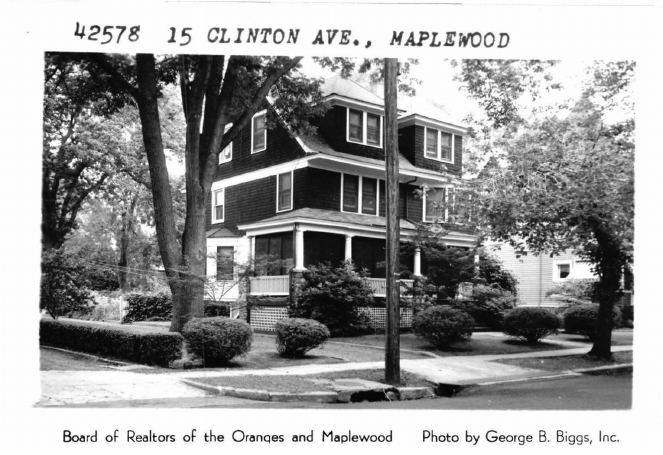 42578 15 CLINTON AVE., MAPLEWOOD
Board of Realtors of the Oranges and Maplewood Photo by George B. Biggs, Inc.